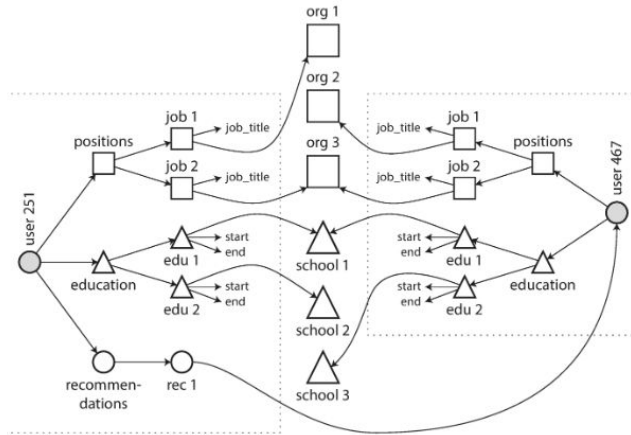 org 1
org 2
org 3
job 1
job_title
job 2
job_title
positions
user 251
education
edu 1
start
end
edu 2
start
end
recommen-
dations
rec 1
school 1
school 2
school 3
job 1
job_title
job 2
job_title
positions
user 467
edu 1
start
end
edu 2
start
end
education